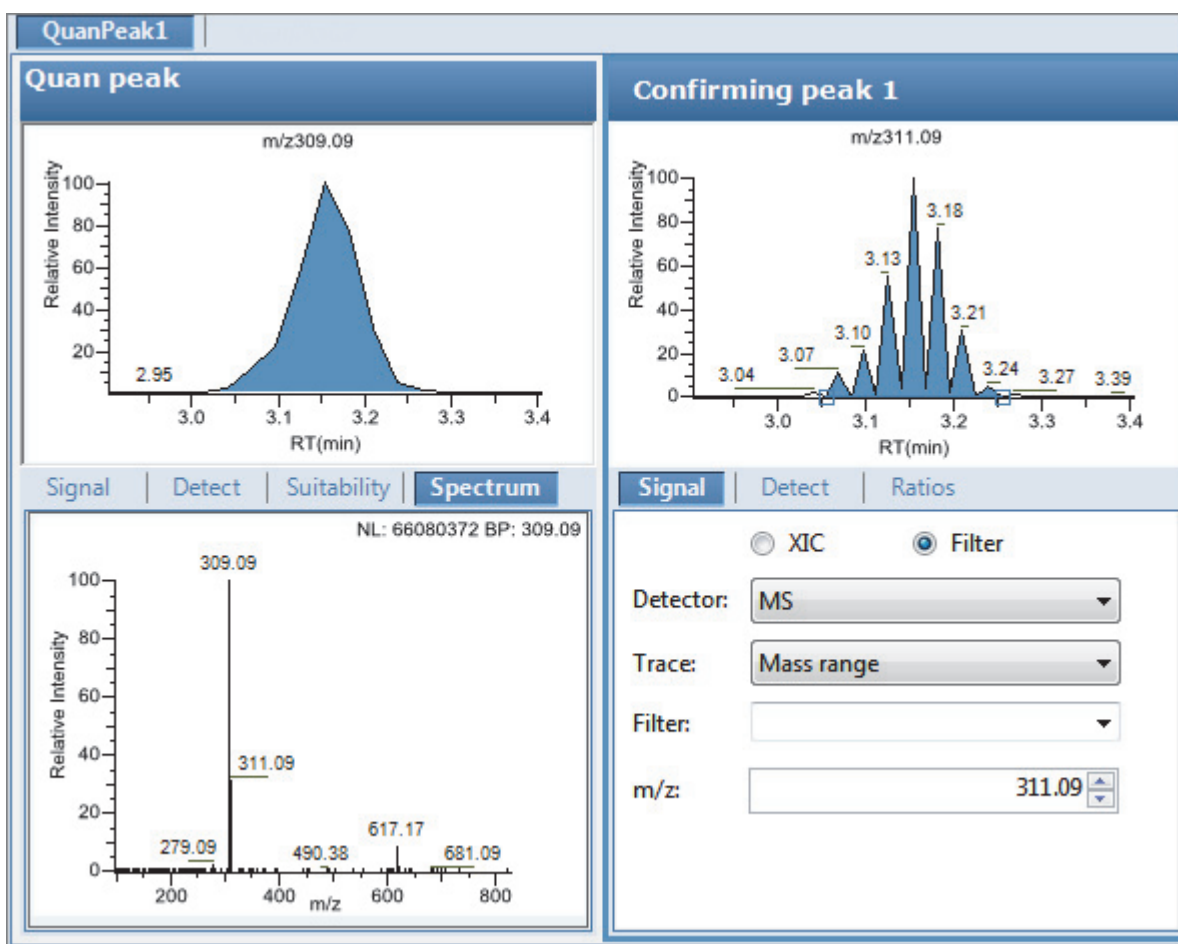 QuanPeak1
Quan peak
m/z309.09
Relative Intensity
100
80
60
40
20
2.95
3.0 3.1 3.2 3.3 3.4
RT(min)
Signal Detect Suitability Spectrum
NL: 66080372 BP: 309.09
309.09
Relative Intensity
100
80
60
40
20
0
311.09
279.09
490.38
617.17
681.09
200 400 600 800
m/z
Confirming peak 1
m/z311.09
Relative Intensity
100
80
60
40
20
0
3.04
3.07
3.10
3.13
3.18
3.21
3.24
3.27
3.39
3.0 3.1 3.2 3.3 3.4
RT(min)
Signal Detect Ratios
XIC Filter
Detector: MS
Trace: Mass range
Filter:
m/z: 311.09